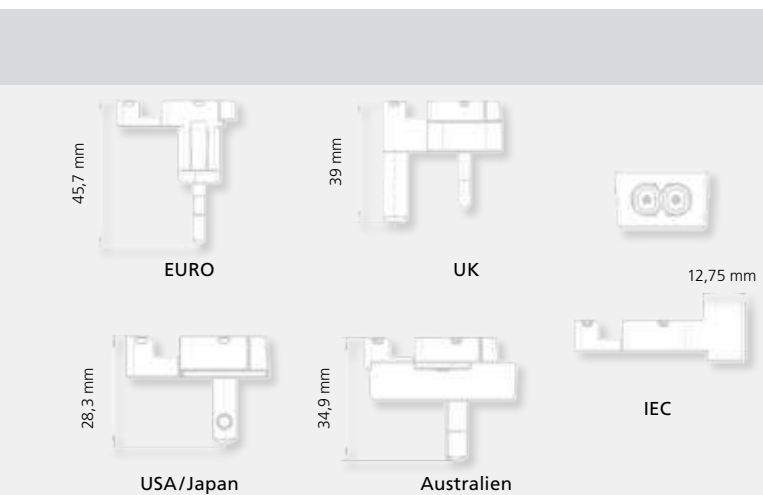 45,7 mm
EURO
39 mm
UK
12,75 mm
IEC
28,3 mm
USA/Japan
34,9 mm
Australien